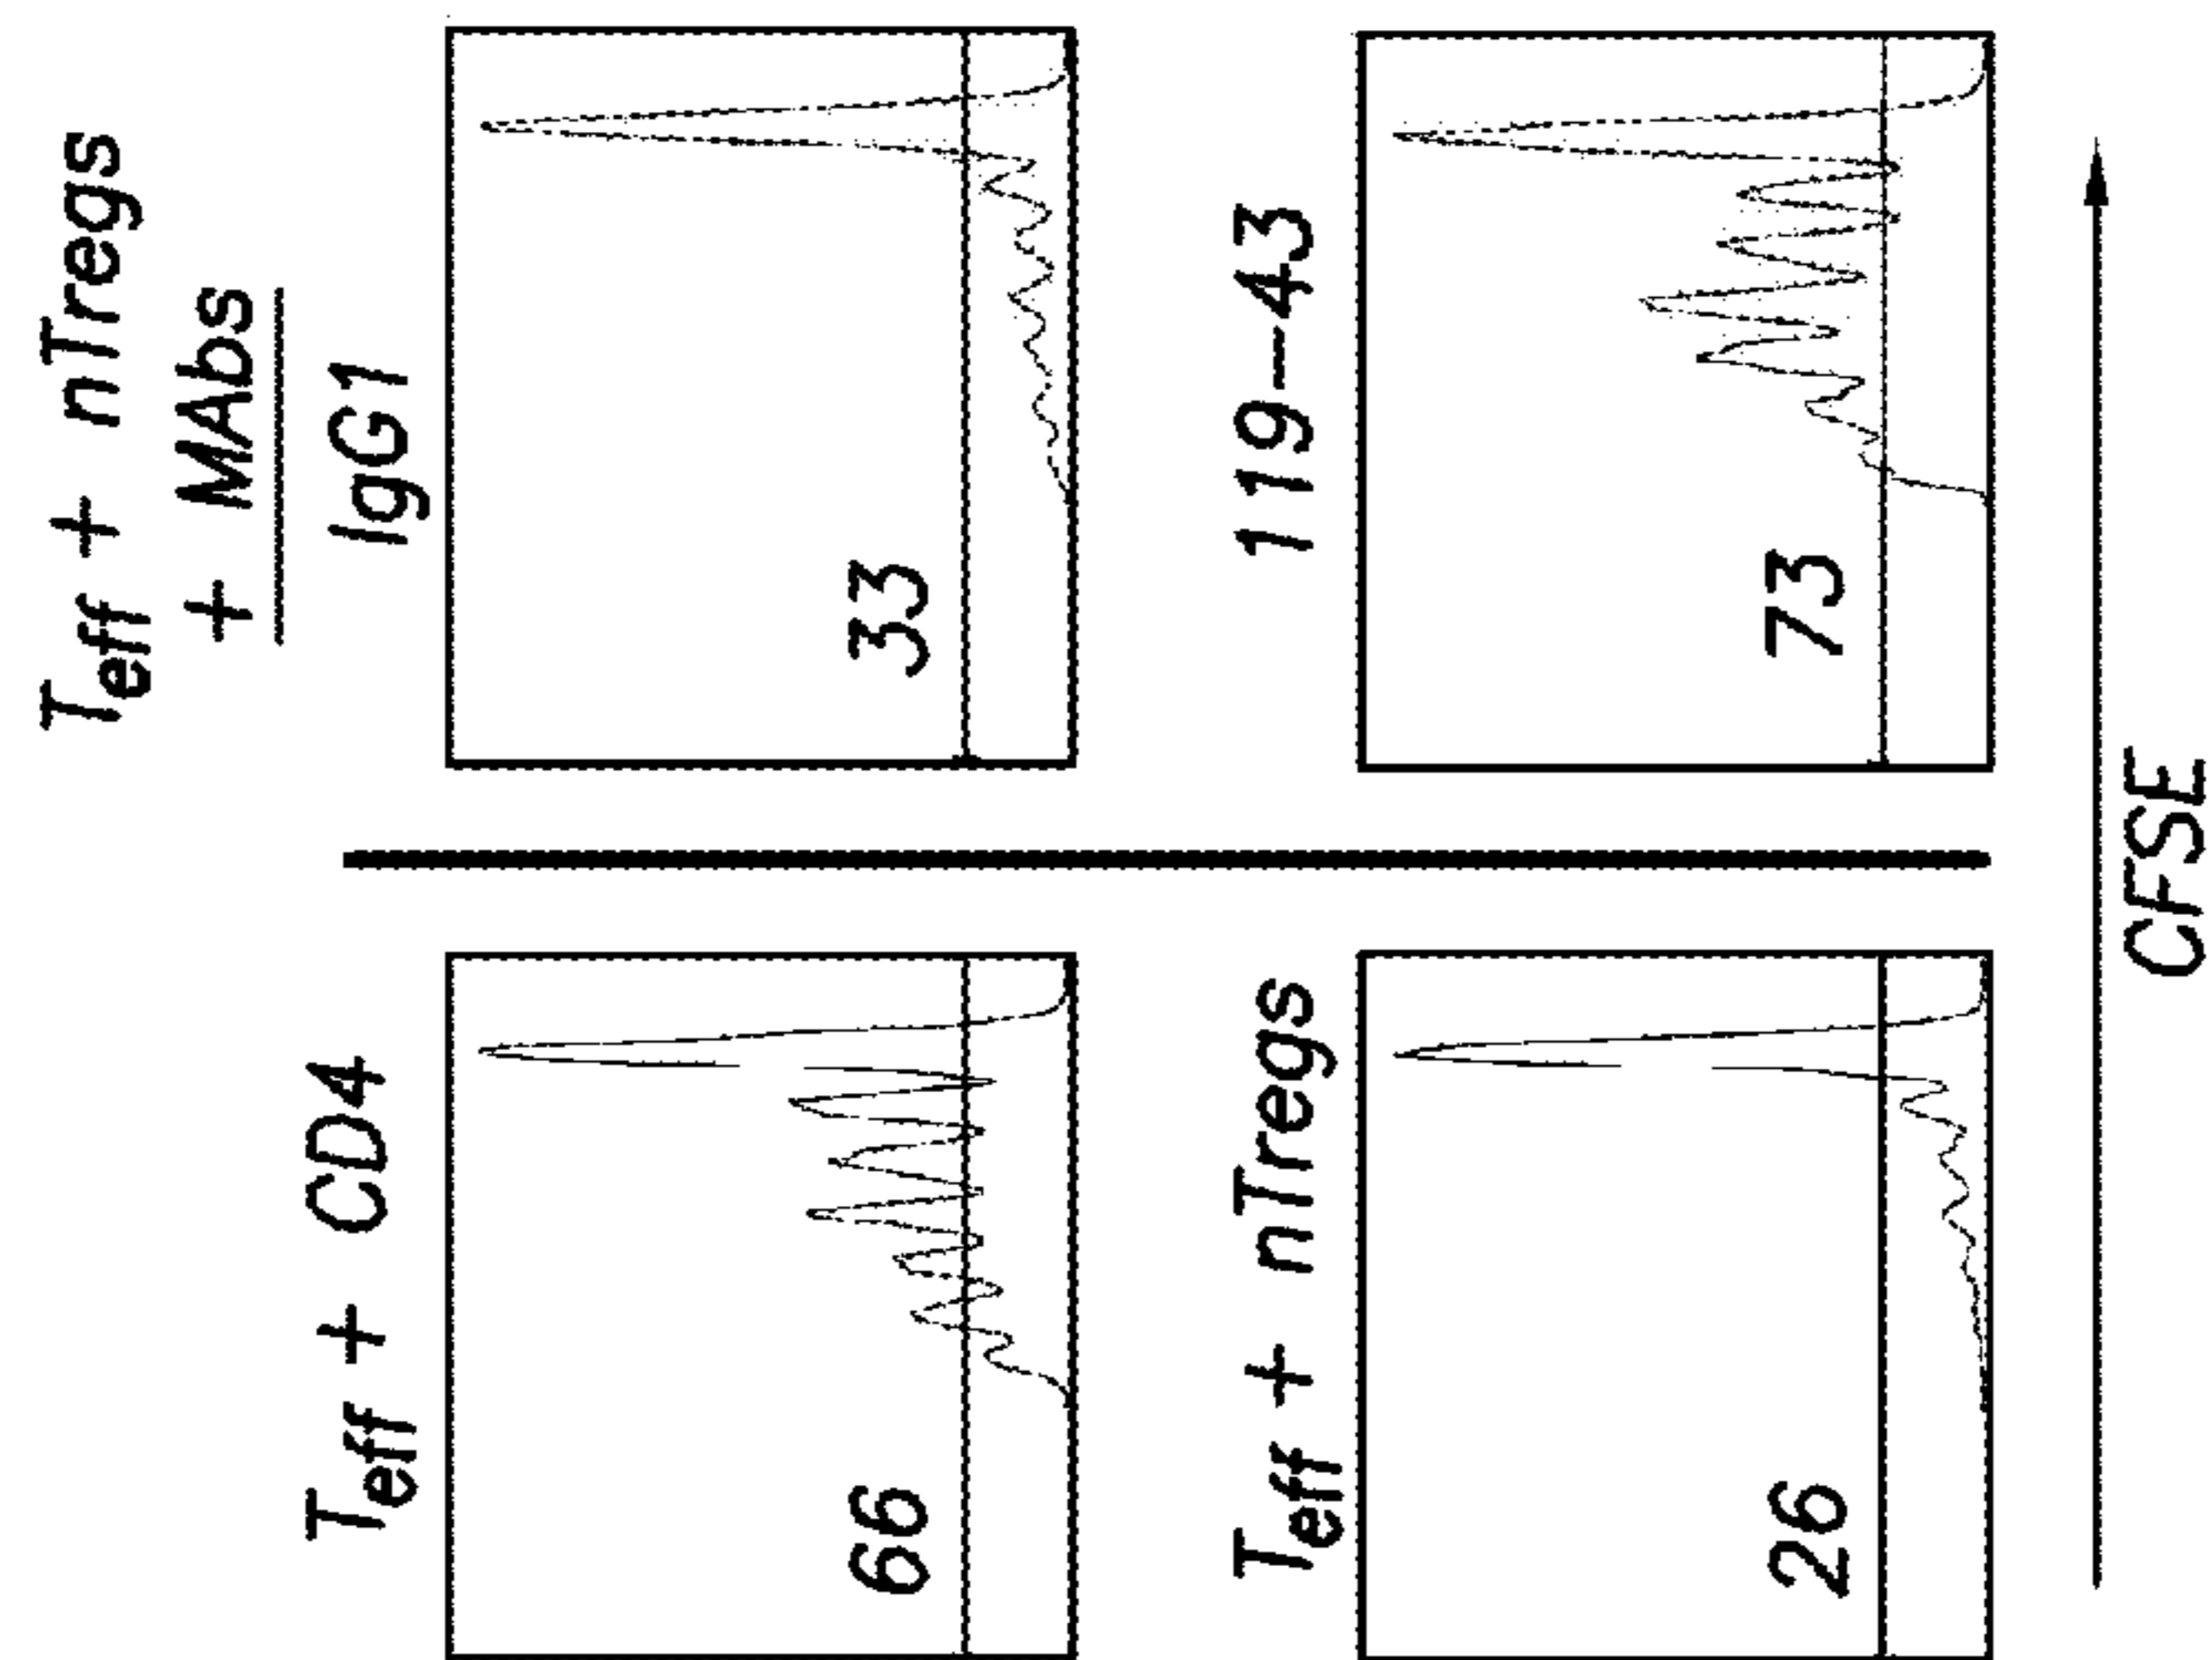 T_eff + CD4
66
T_eff + nTregs
26
T_eff + nTregs
+ MAbs
IgG1
33
119-43
73
CFSE